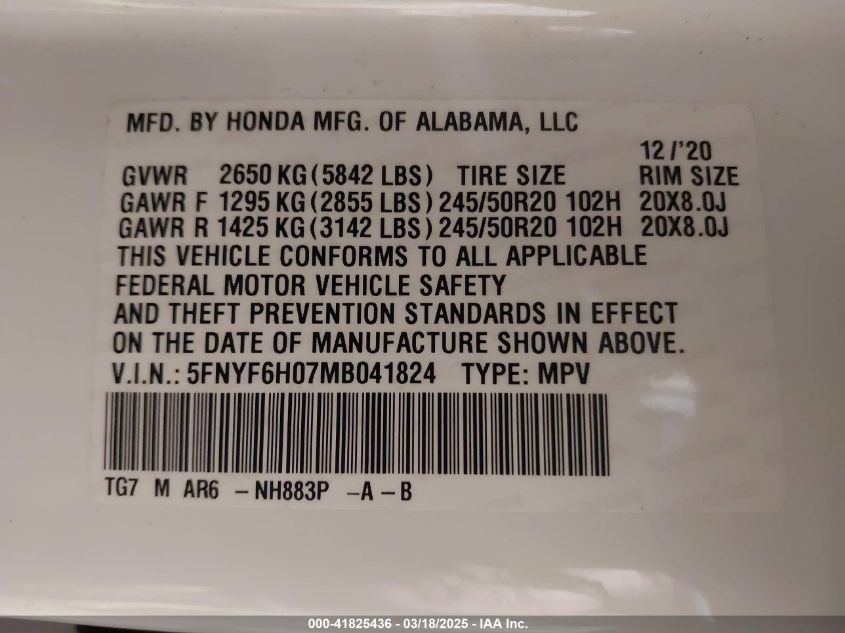 MFD. BY HONDA MFG. OF ALABAMA, LLC
12/'20
GVWR 2650 KG (5842 LBS) TIRE SIZE RIM SIZE
GAWR F 1295 KG (2855 LBS) 245/50R20 102H 20X8.0J
GAWR R 1425 KG (3142 LBS) 245/50R20 102H 20X8.0J
THIS VEHICLE CONFORMS TO ALL APPLICABLE
FEDERAL MOTOR VEHICLE SAFETY
AND THEFT PREVENTION STANDARDS IN EFFECT
ON THE DATE OF MANUFACTURE SHOWN ABOVE.
V.I.N.: 5FNYF6H07MB041824 TYPE: MPV
TG7 M AR6 – NH883P –A – B
000-41825436 - 03/18/2025 - IAA Inc.